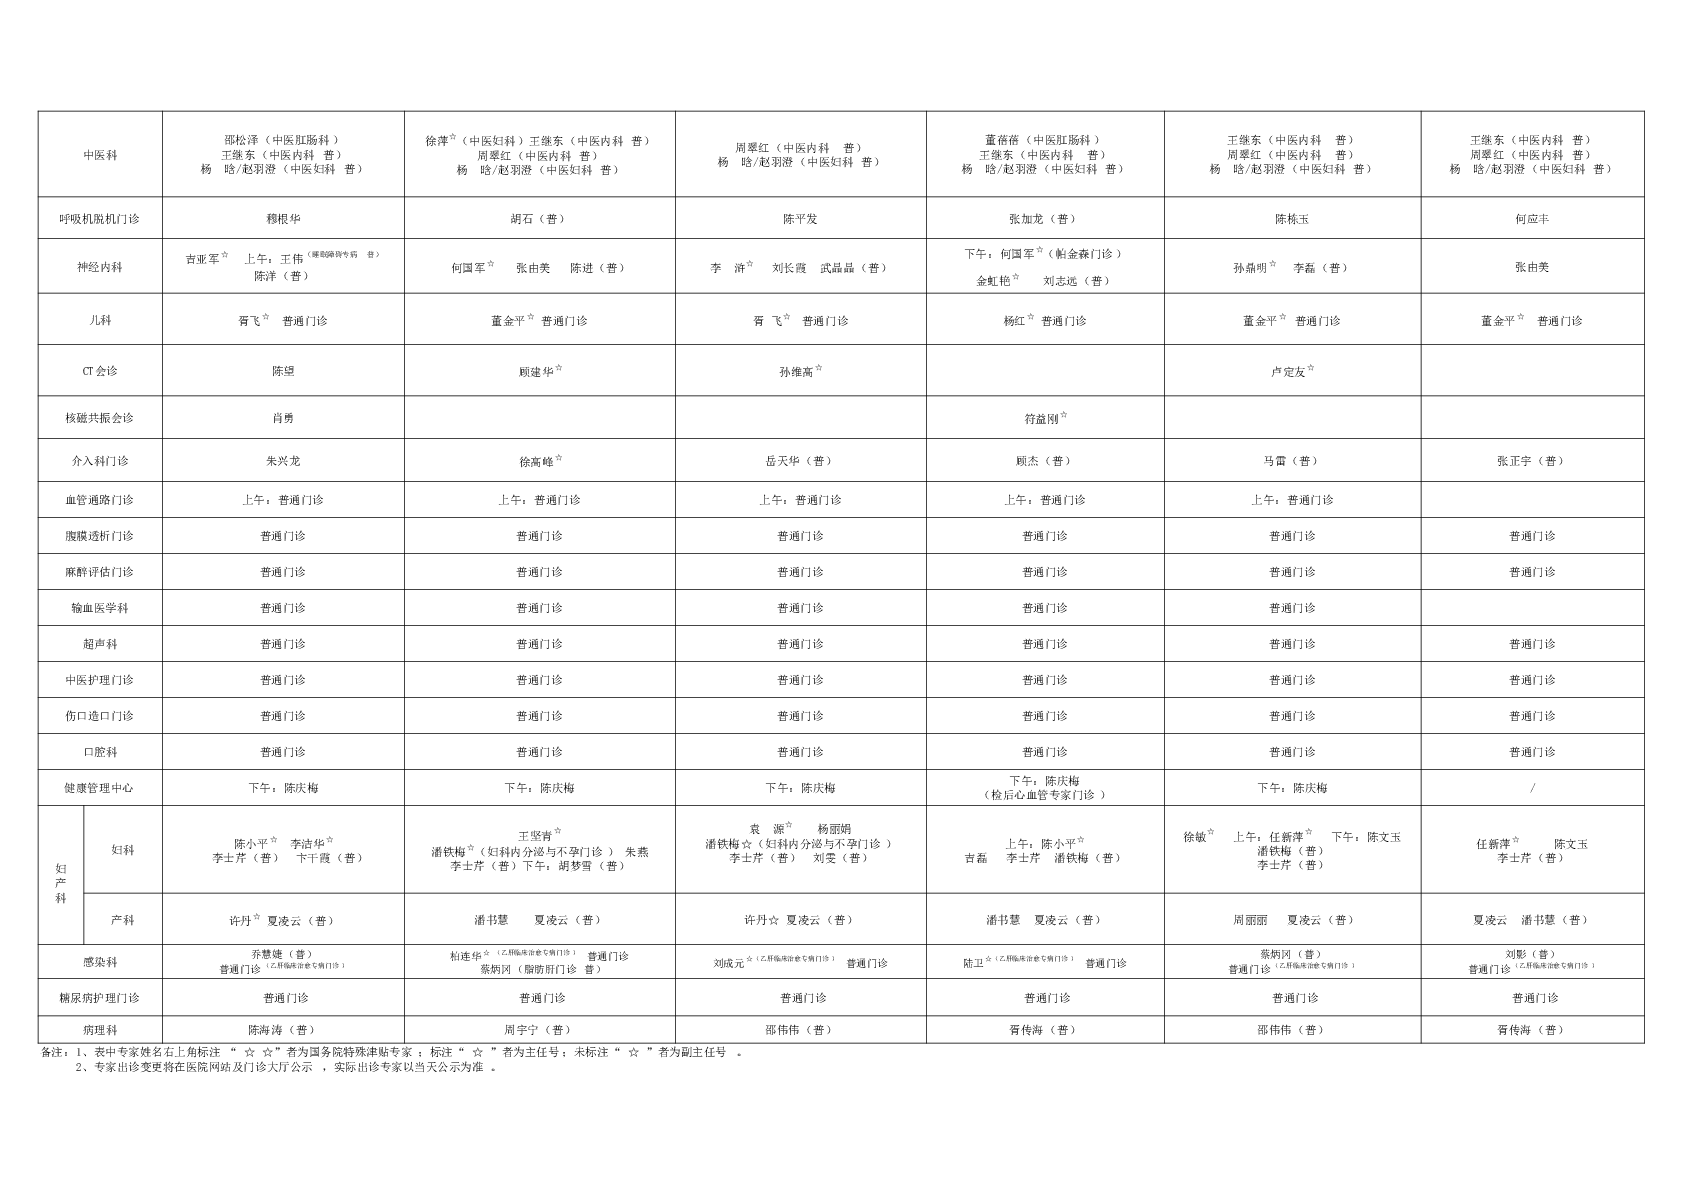 中医科
邵松泽（中医肛肠科）
王继东（中医内科 普）
杨 晗/赵羽澄（中医妇科 普）
徐萍☆（中医妇科）王继东（中医内科 普）
周翠红（中医内科 普）
杨 晗/赵羽澄（中医妇科 普）
周翠红（中医内科 普）
杨 晗/赵羽澄（中医妇科 普）
董蓓蓓（中医肛肠科）
王继东（中医内科 普）
杨 晗/赵羽澄（中医妇科 普）
王继东（中医内科 普）
周翠红（中医内科 普）
杨 晗/赵羽澄（中医妇科 普）
王继东（中医内科 普）
周翠红（中医内科 普）
杨 晗/赵羽澄（中医妇科 普）
呼吸机脱机门诊 穆根华 胡石（普） 陈平发 张加龙（普） 陈栋玉 何应丰
神经内科
吉亚军☆ 上午：王伟（睡眠障碍专病 普）
陈洋（普）
何国军☆ 张由美 陈进（普）
李 浒☆ 刘长霞 武晶晶（普）
下午：何国军☆（帕金森门诊）
金虹艳☆ 刘志远（普）
孙鼎明☆ 李磊（普）
张由美
儿科 胥飞☆ 普通门诊 董金平☆ 普通门诊 胥 飞☆ 普通门诊 杨红☆ 普通门诊 董金平☆ 普通门诊 董金平☆ 普通门诊
CT会诊 陈望 顾建华☆ 孙维高☆ 卢定友☆
核磁共振会诊 肖勇 符益刚☆
介入科门诊 朱兴龙 徐高峰☆ 岳天华（普） 顾杰（普） 马雷（普） 张正宇（普）
血管通路门诊 上午：普通门诊 上午：普通门诊 上午：普通门诊 上午：普通门诊 上午：普通门诊
腹膜透析门诊 普通门诊 普通门诊 普通门诊 普通门诊 普通门诊 普通门诊
麻醉评估门诊 普通门诊 普通门诊 普通门诊 普通门诊 普通门诊 普通门诊
输血医学科 普通门诊 普通门诊 普通门诊 普通门诊 普通门诊
超声科 普通门诊 普通门诊 普通门诊 普通门诊 普通门诊 普通门诊
中医护理门诊 普通门诊 普通门诊 普通门诊 普通门诊 普通门诊 普通门诊
伤口造口门诊 普通门诊 普通门诊 普通门诊 普通门诊 普通门诊 普通门诊
口腔科 普通门诊 普通门诊 普通门诊 普通门诊 普通门诊 普通门诊
健康管理中心 下午：陈庆梅 下午：陈庆梅 下午：陈庆梅
下午：陈庆梅
（检后心血管专家门诊）
下午：陈庆梅 /
妇产科
妇科
陈小平☆ 李洁华☆
李士芹（普） 卞干霞（普）
王坚青☆
潘铁梅☆（妇科内分泌与不孕门诊） 朱燕
李士芹（普）下午：胡梦雪（普）
袁 源☆ 杨丽娟
潘铁梅☆（妇科内分泌与不孕门诊）
李士芹（普） 刘雯（普）
上午：陈小平☆
吉磊 李士芹 潘铁梅（普）
徐敏☆ 上午：任新萍☆ 下午：陈文玉
潘铁梅（普）
李士芹（普）
任新萍☆ 陈文玉
李士芹（普）
产科 许丹☆ 夏凌云（普） 潘书慧 夏凌云（普） 许丹☆ 夏凌云（普） 潘书慧 夏凌云（普） 周丽丽 夏凌云（普） 夏凌云 潘书慧（普）
感染科
乔慧婕（普）
普通门诊（乙肝临床治愈专病门诊）
柏连华☆（乙肝临床治愈专病门诊） 普通门诊
蔡炳冈（脂肪肝门诊 普）
刘成元☆（乙肝临床治愈专病门诊） 普通门诊
陆卫☆（乙肝临床治愈专病门诊） 普通门诊
蔡炳冈（普）
普通门诊（乙肝临床治愈专病门诊）
刘影（普）
普通门诊（乙肝临床治愈专病门诊）
糖尿病护理门诊 普通门诊 普通门诊 普通门诊 普通门诊 普通门诊 普通门诊
病理科 陈海涛（普） 周宇宁（普） 邵伟伟（普） 胥传海（普） 邵伟伟（普） 胥传海（普）
备注：1、表中专家姓名右上角标注“☆ ☆”者为国务院特殊津贴专家；标注“☆”者为主任号；未标注“☆”者为副主任号。
2、专家出诊变更将在医院网站及门诊大厅公示，实际出诊专家以当天公示为准。